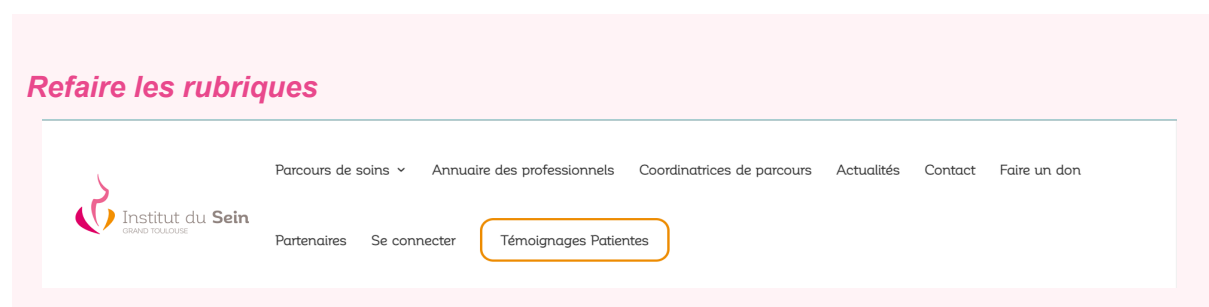 Refaire les rubriques
Parcours de soins Annuaire des professionnels Coordinatrices de parcours Actualités Contact Faire un don
Institut du Sein
GRAND TOULOUSE
Partenaires Se connecter Témoignages Patientes